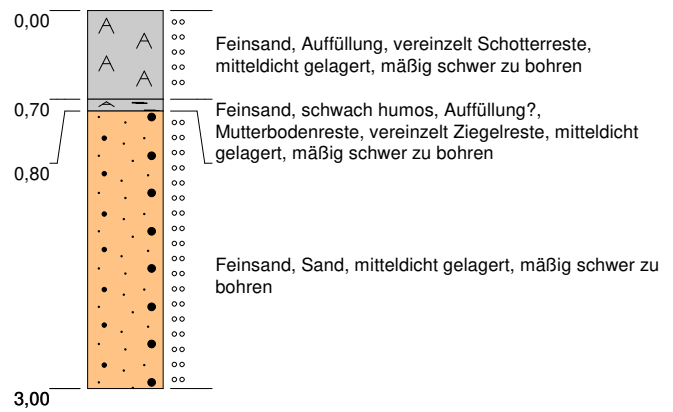 0,00
Feinsand, Auffüllung, vereinzelt Schotterreste,
mitteldicht gelagert, mäßig schwer zu bohren
0,70
Feinsand, schwach humos, Auffüllung?,
Mutterbodenreste, vereinzelt Ziegelreste, mitteldicht
gelagert, mäßig schwer zu bohren
0,80
Feinsand, Sand, mitteldicht gelagert, mäßig schwer zu
bohren
3,00